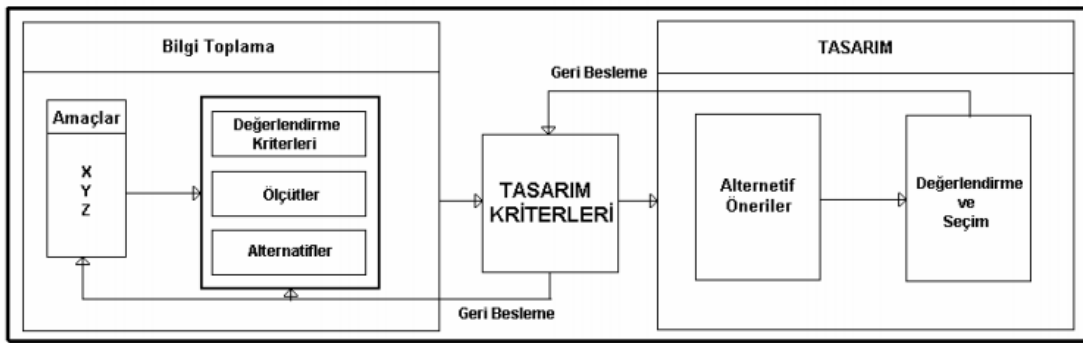 Bilgi Toplama
Amaçlar
X
Y
Z
Değerlendirme
Kriterleri
Ölçütler
Alternatifler
Geri Besleme
TASARIM
KRİTERLERİ
Geri Besleme
TASARIM
Alternetif
Öneriler
Değerlendirme
ve
Seçim